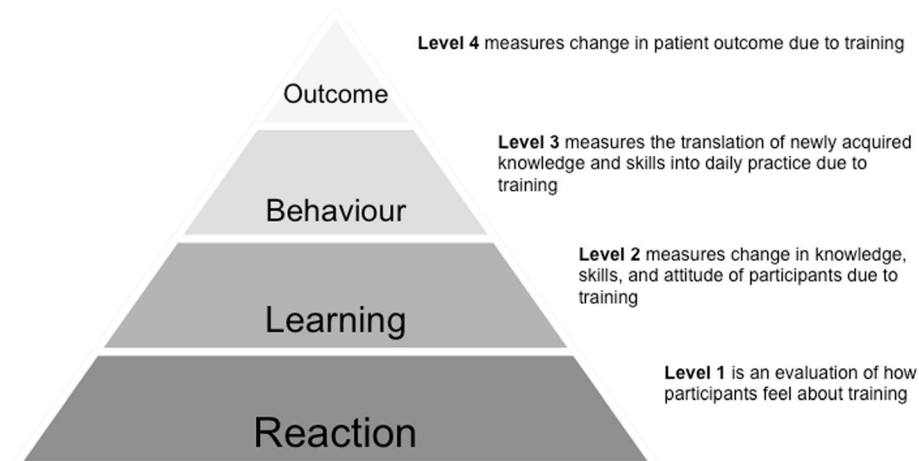 Level 4 measures change in patient outcome due to training
Outcome
Level 3 measures the translation of newly acquired
knowledge and skills into daily practice due to
training
Behaviour
Level 2 measures change in knowledge,
skills, and attitude of participants due to
training
Learning
Level 1 is an evaluation of how
participants feel about training
Reaction